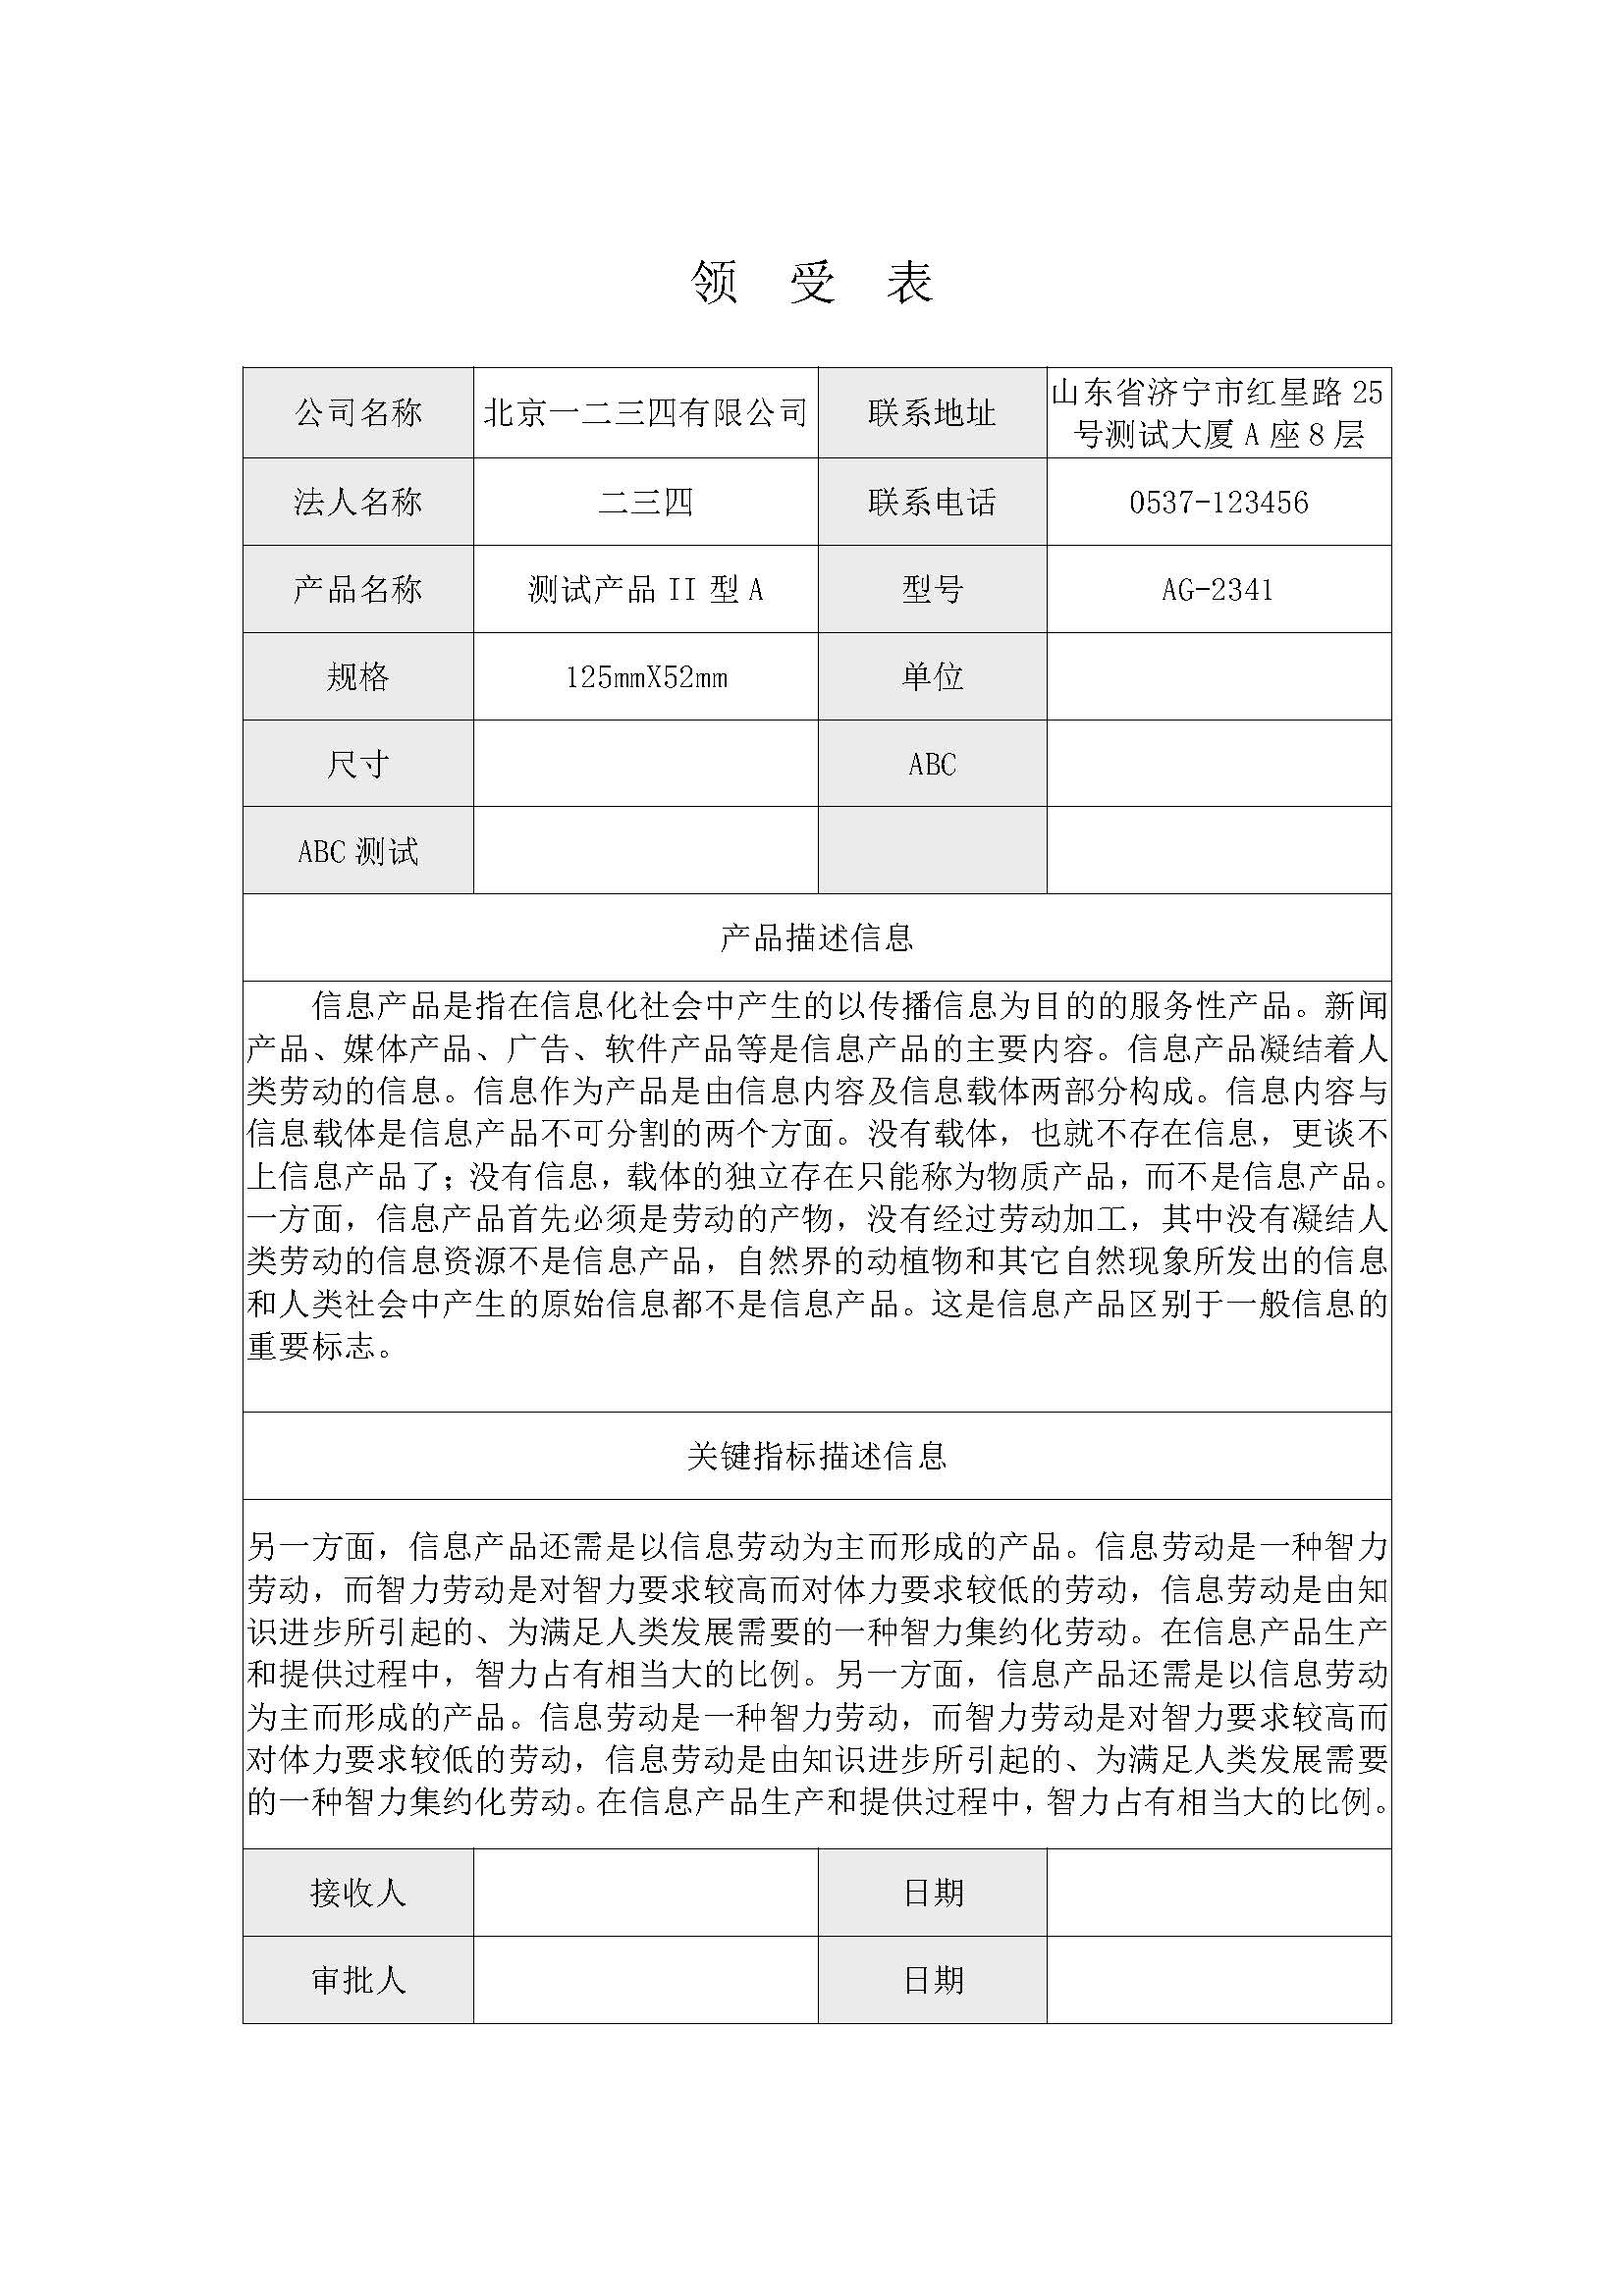 领 受 表
公司名称 北京一二三四有限公司 联系地址 山东省济宁市红星路 25
号测试大厦 A 座 8 层
法人名称 二三四 联系电话 0537-123456
产品名称 测试产品 II 型 A 型号 AG-2341
规格 125mmX52mm 单位
尺寸 ABC
ABC 测试
产品描述信息
信息产品是指在信息化社会中产生的以传播信息为目的的服务性产品。新闻
产品、媒体产品、广告、软件产品等是信息产品的主要内容。信息产品凝结着人
类劳动的信息。信息作为产品是由信息内容及信息载体两部分构成。信息内容与
信息载体是信息产品不可分割的两个方面。没有载体，也就不存在信息，更谈不
上信息产品了；没有信息，载体的独立存在只能称为物质产品，而不是信息产品。
一方面，信息产品首先必须是劳动的产物，没有经过劳动加工，其中没有凝结人
类劳动的信息资源不是信息产品，自然界的动植物和其它自然现象所发出的信息
和人类社会中产生的原始信息都不是信息产品。这是信息产品区别于一般信息的
重要标志。
关键指标描述信息
另一方面，信息产品还需是以信息劳动为主而形成的产品。信息劳动是一种智力
劳动，而智力劳动是对智力要求较高而对体力要求较低的劳动，信息劳动是由知
识进步所引起的、为满足人类发展需要的一种智力集约化劳动。在信息产品生产
和提供过程中，智力占有相当大的比例。另一方面，信息产品还需是以信息劳动
为主而形成的产品。信息劳动是一种智力劳动，而智力劳动是对智力要求较高而
对体力要求较低的劳动，信息劳动是由知识进步所引起的、为满足人类发展需要
的一种智力集约化劳动。在信息产品生产和提供过程中，智力占有相当大的比例。
接收人 日期
审批人 日期